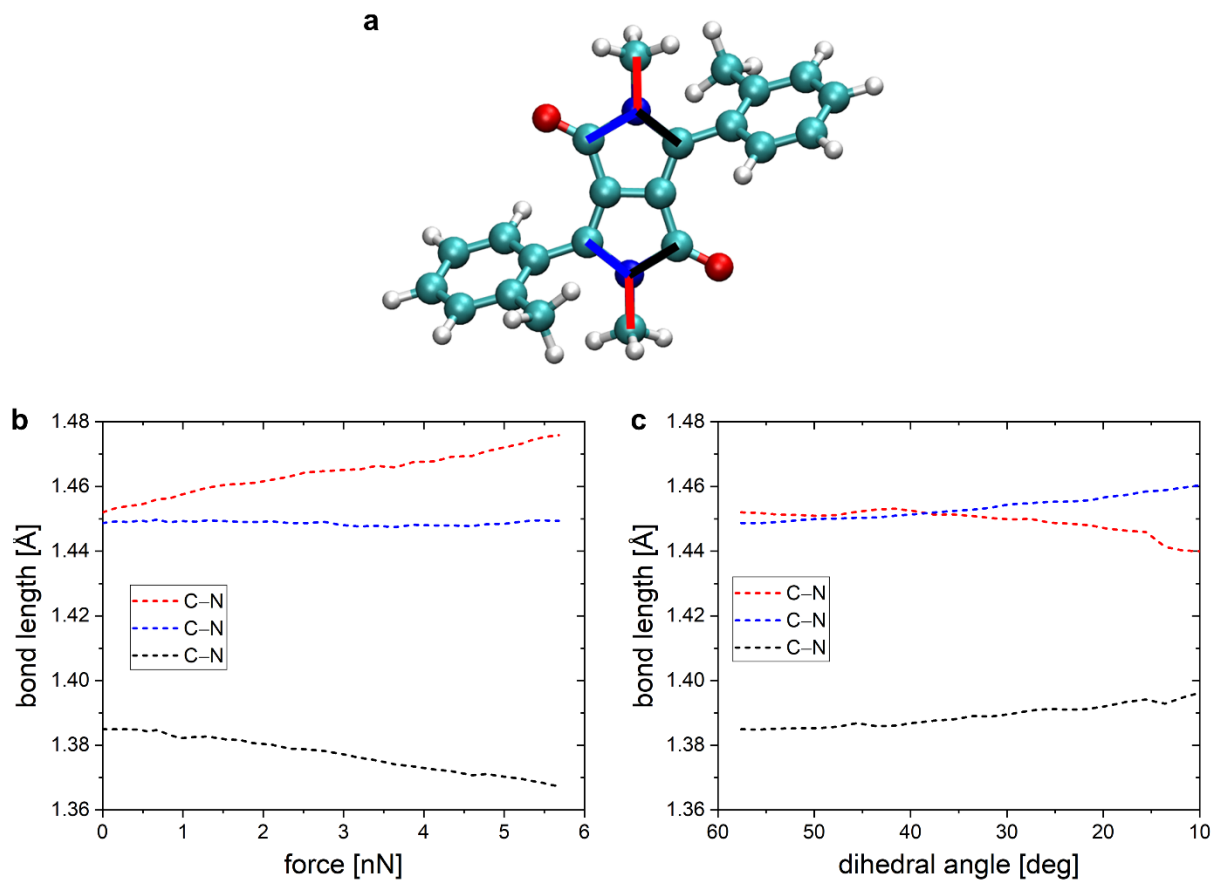 a
b
1.48
1.46
1.44
1.42
1.40
1.38
1.36
bond length [Å]
C–N
C–N
C–N
0 1 2 3 4 5 6
force [nN]
c
1.48
1.46
1.44
1.42
1.40
1.38
1.36
bond length [Å]
C–N
C–N
C–N
60 50 40 30 20 10
dihedral angle [deg]